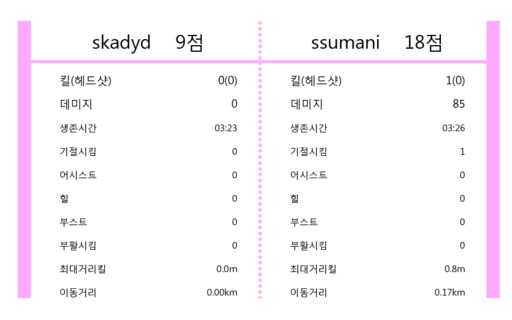 skadyd 9점 ssumani 18점
킬(헤드샷) 0(0) 킬(헤드샷) 1(0)
데미지 0 데미지 85
생존시간 03:23 생존시간 03:26
기절시킴 0 기절시킴 1
어시스트 0 어시스트 0
힐 0 힐 0
부스트 0 부스트 0
부활시킴 0 부활시킴 0
최대거리킬 0.0m 최대거리킬 0.8m
이동거리 0.00km 이동거리 0.17km